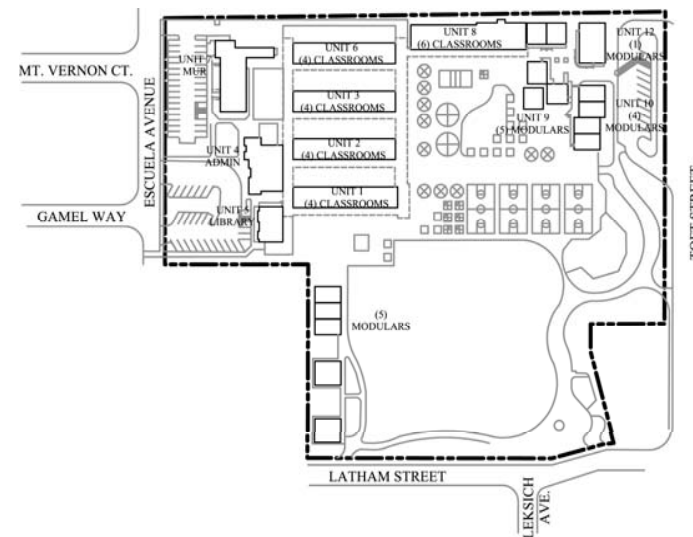 UNIT 8
(6) CLASSROOMS
UNIT 12
(1)
MODULARS
UNIT 6
(4) CLASSROOMS
UNIT 7
MUR
MT. VERNON CT.
UNIT 3
(4) CLASSROOMS
UNIT 10
(4)
MODULARS
UNIT 9
(5) MODULARS
ESCUELA AVENUE
UNIT 2
(4) CLASSROOMS
UNIT 4
ADMIN
UNIT 1
(4) CLASSROOMS
UNIT 5
LIBRARY
GAMEL WAY
STREET
(5)
MODULARS
LATHAM STREET
LEKSICH
AVE.